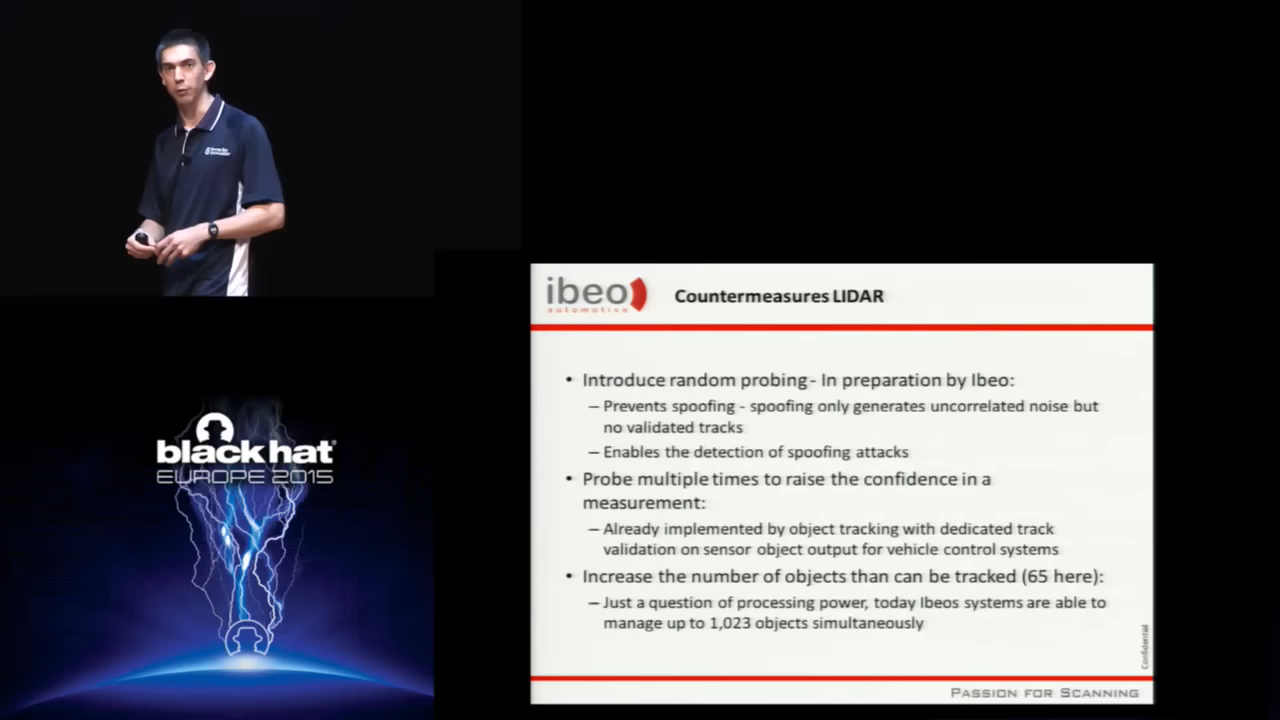 black hat
EUROPE 2015
ibeo
automotive
Countermeasures LIDAR
• Introduce random probing - In preparation by Ibeo:
– Prevents spoofing - spoofing only generates uncorrelated noise but
no validated tracks
– Enables the detection of spoofing attacks
• Probe multiple times to raise the confidence in a
measurement:
– Already implemented by object tracking with dedicated track
validation on sensor object output for vehicle control systems
• Increase the number of objects than can be tracked (65 here):
– Just a question of processing power, today Ibeos systems are able to
manage up to 1,023 objects simultaneously
Confidential
PASSION FOR SCANNING